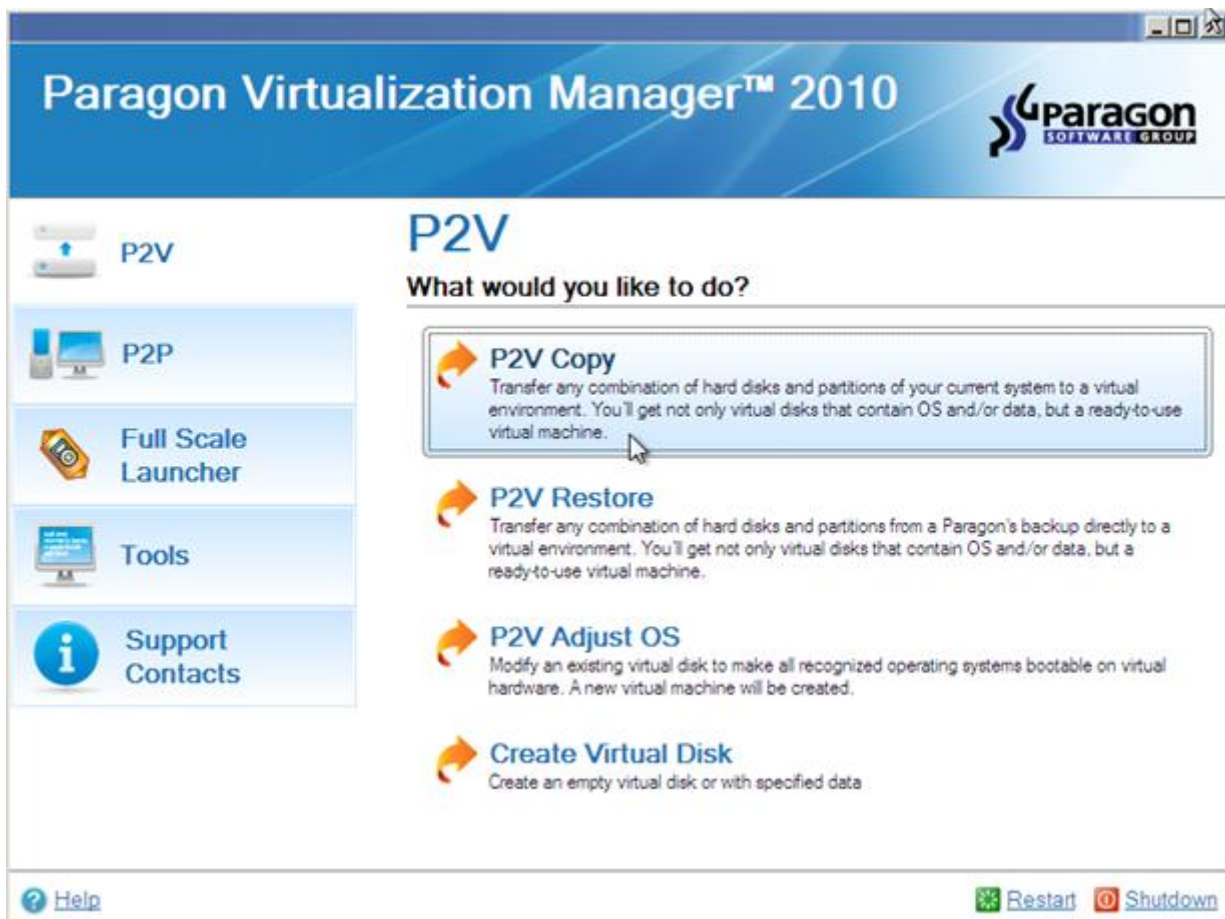 Paragon Virtualization Manager™ 2010
Paragon
SOFTWARE GROUP
P2V
P2P
Full Scale
Launcher
Tools
Support
Contacts
P2V
What would you like to do?
P2V Copy
Transfer any combination of hard disks and partitions of your current system to a virtual
environment. You'll get not only virtual disks that contain OS and/or data, but a ready-to-use
virtual machine.
P2V Restore
Transfer any combination of hard disks and partitions from a Paragon's backup directly to a
virtual environment. You'll get not only virtual disks that contain OS and/or data, but a
ready-to-use virtual machine.
P2V Adjust OS
Modify an existing virtual disk to make all recognized operating systems bootable on virtual
hardware. A new virtual machine will be created.
Create Virtual Disk
Create an empty virtual disk or with specified data
Help
Restart
Shutdown